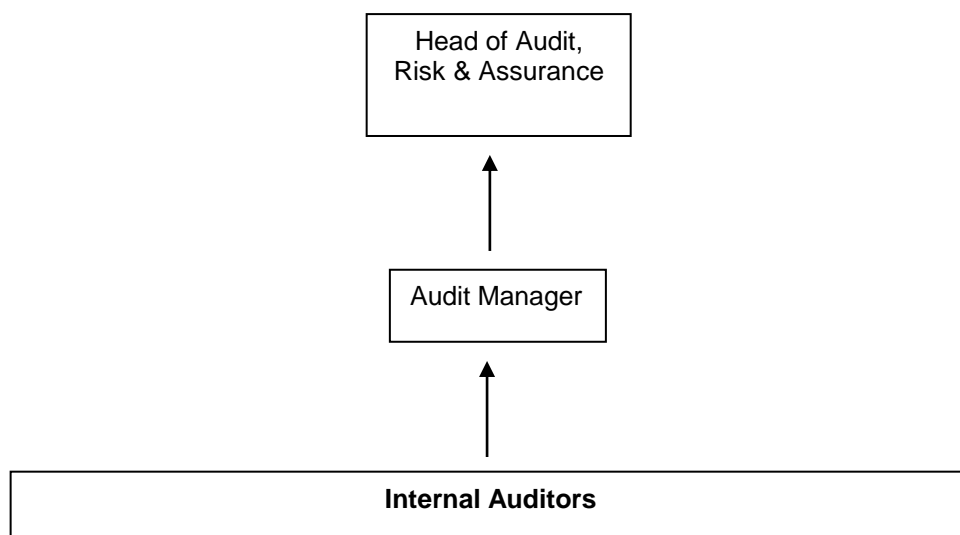 Head of Audit,
Risk & Assurance
Audit Manager
Internal Auditors